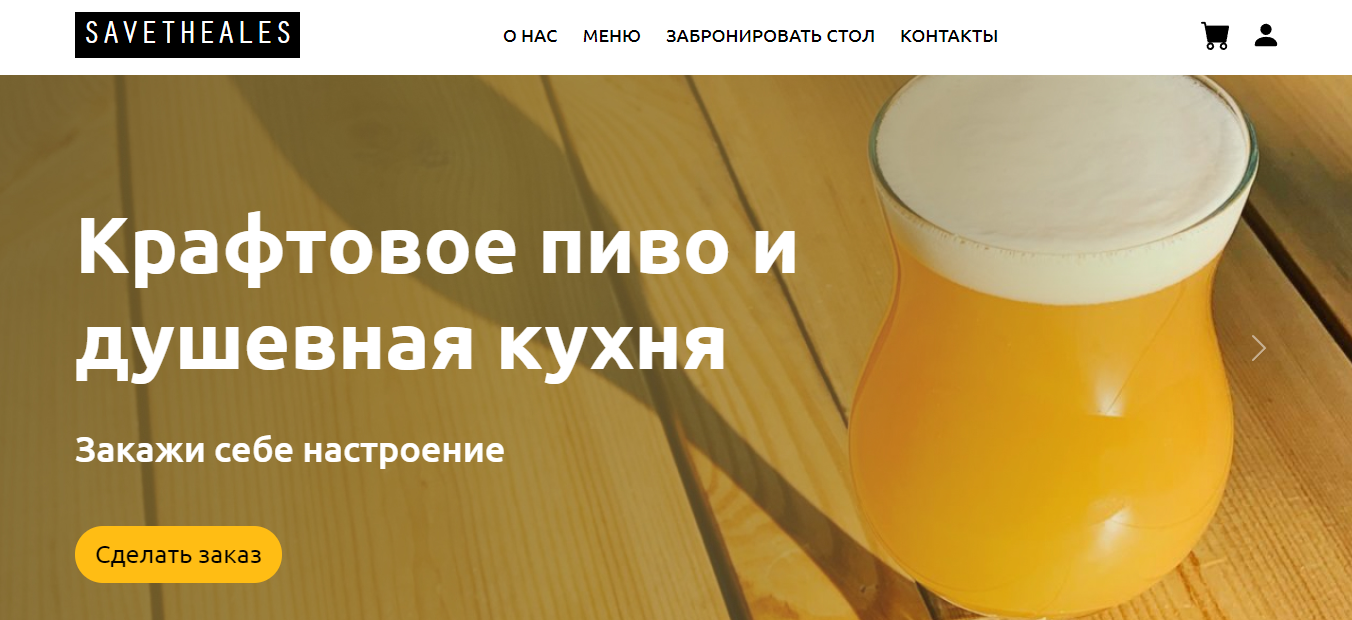 SAVETHEALES
О НАС МЕНЮ ЗАБРОНИРОВАТЬ СТОЛ КОНТАКТЫ
Крафтовое пиво и
душевная кухня
Закажи себе настроение
Сделать заказ